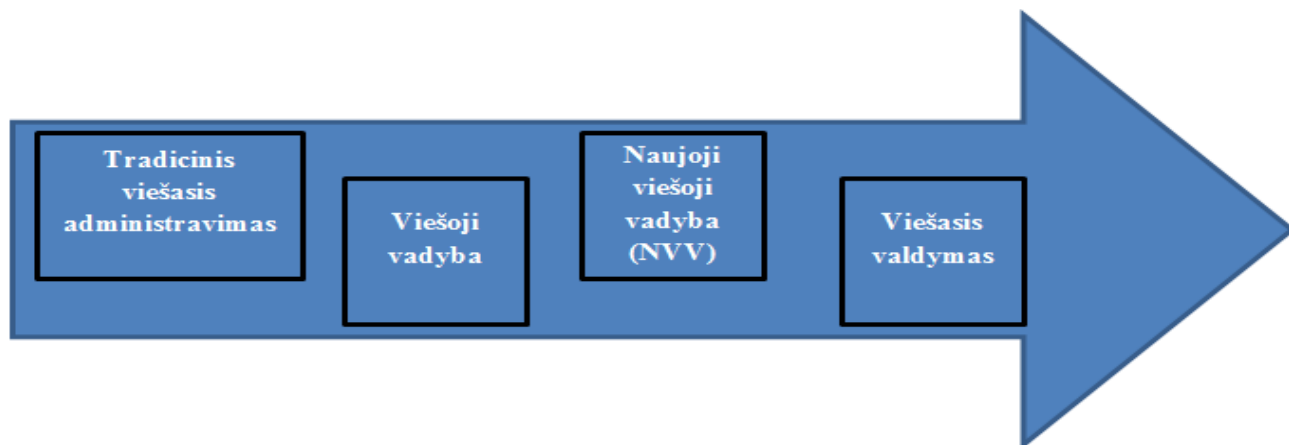 Tradicinis
viešasis
administravimas
Viešoji
vadyba
Naujoji
viešoji
vadyba
(NVV)
Viešasis
valdymas